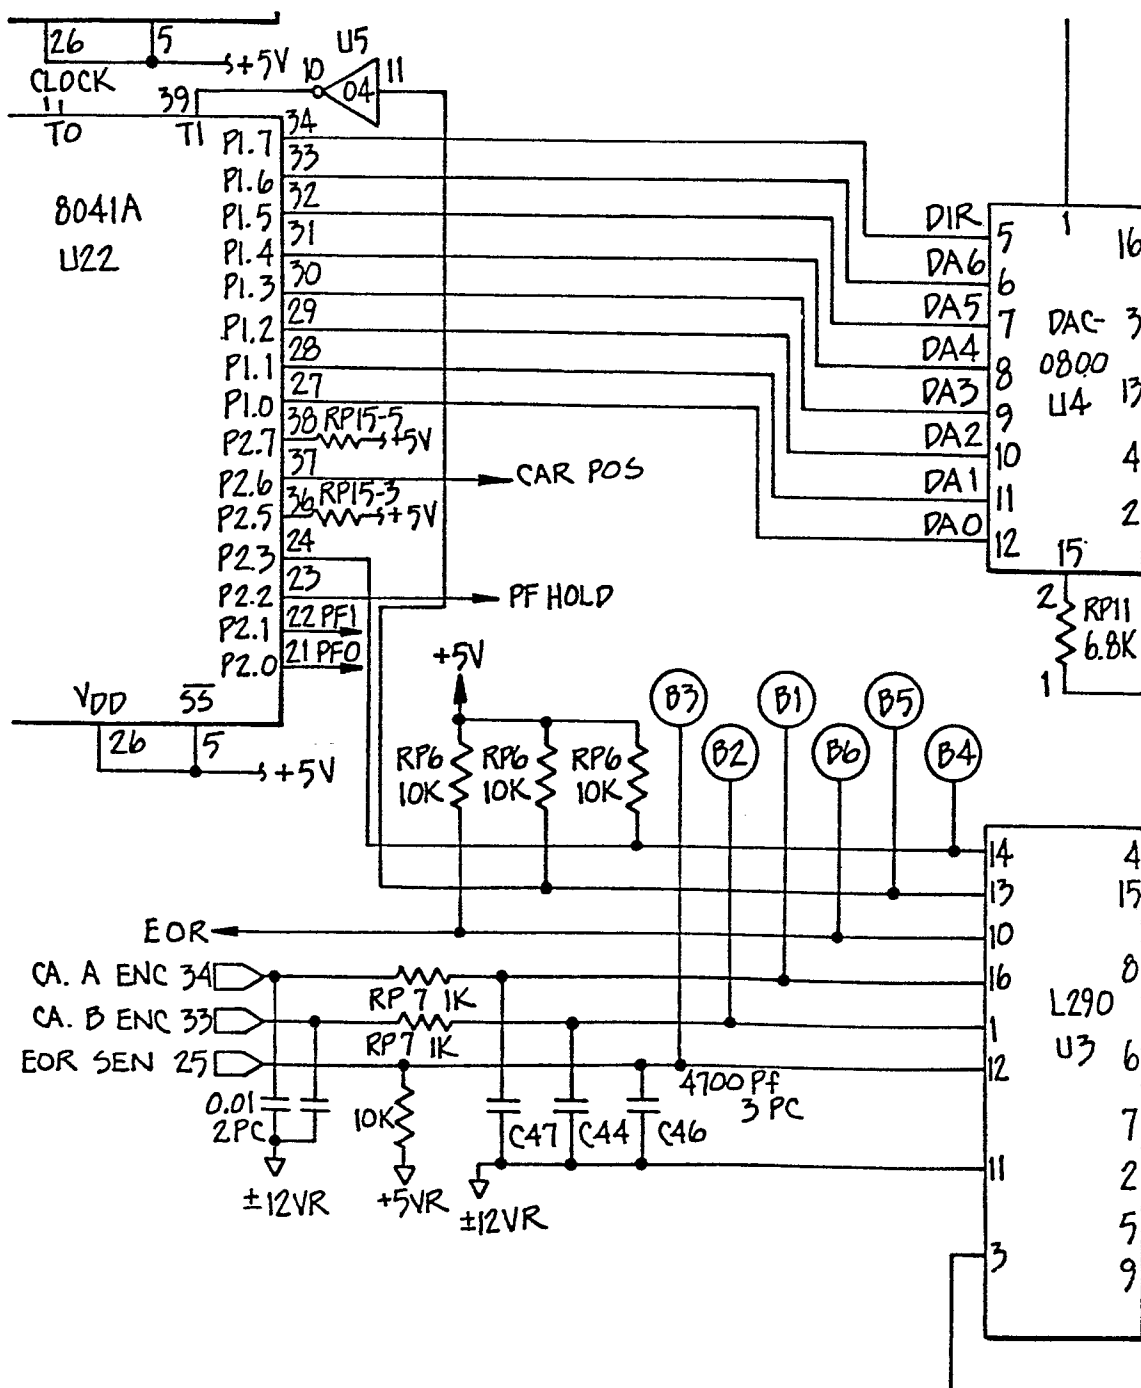 26 5
+5V
U5
10 11
04
CLOCK
1 39
T0 T1
8041A
U22
P1.7 34
P1.6 33
P1.5 32
P1.4 31
P1.3 30
P1.2 29
P1.1 28
P1.0 27
P2.7 38 RP15-5 +5V
P2.6 37 CAR POS
P2.5 36 RP15-3 +5V
P2.3 24
P2.2 23 PF HOLD
P2.1 22 PF1
P2.0 21 PF0
VDD SS
26 5
+5V
1 16
DIR 5
DA6 6
DA5 7
DA4 8
DA3 9
DA2 10
DA1 11
DA0 12
DAC-
0800
U4
3
13
4
2
15
2
RP11
6.8K
1
+5V
RP6 RP6 RP6
10K 10K 10K
B3 B1 B5
B2 B6 B4
14 4
13 15
EOR 10
CA. A ENC 34 RP7 1K 16 8
CA. B ENC 33 RP7 1K 1
L290
U3
EOR SEN 25 12 6
4700 Pf
3 PC
0.01
2PC
10K
C47 C44 C46
7
11 2
±12VR +5VR ±12VR
5
3 9